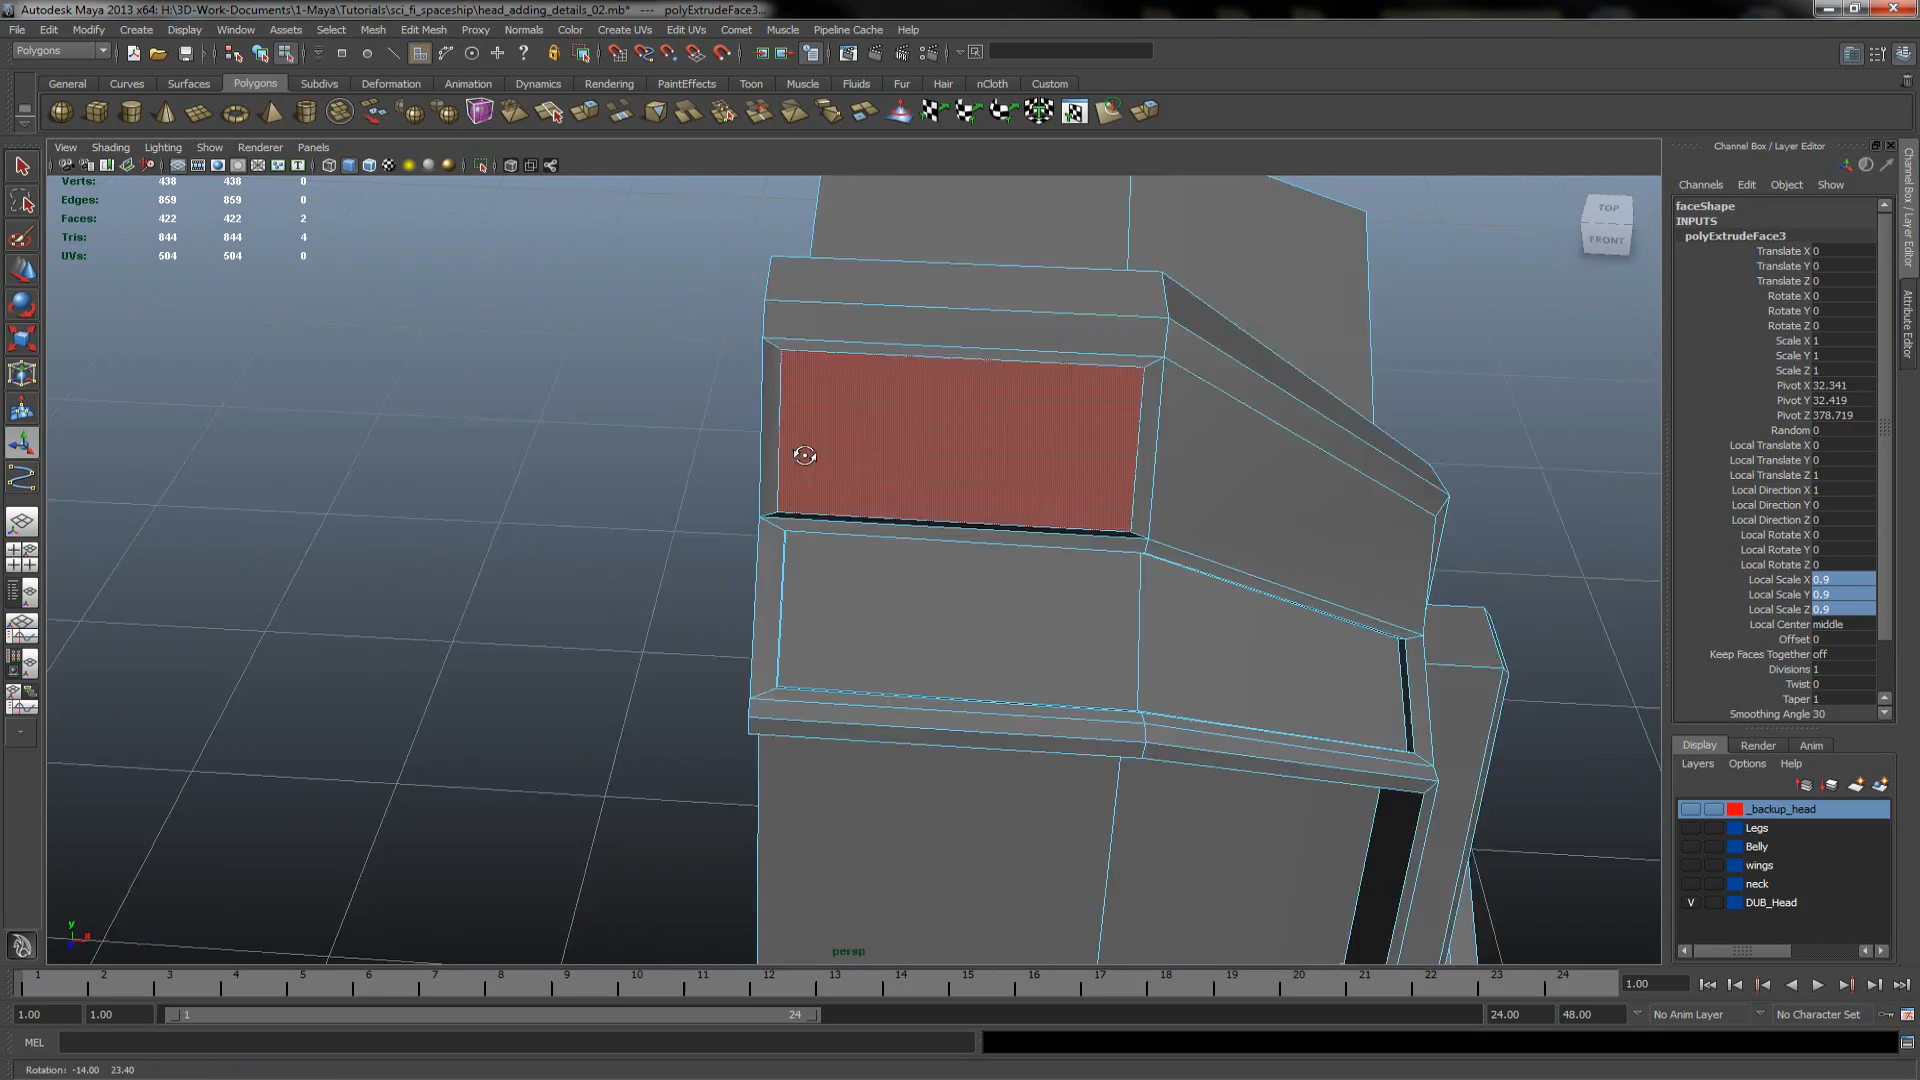 Autodesk Maya 2013 x64: H:\3D-Work-Documents\1-Maya\Tutorials\sci_fi_spaceship\head_adding_details_02.mb* --- polyExtrudeFace3...
File Edit Modify Create Display Window Assets Select Mesh Edit Mesh Proxy Normals Color Create UVs Edit UVs Comet Muscle Pipeline Cache Help
Polygons
General Curves Surfaces Polygons Subdivs Deformation Animation Dynamics Rendering PaintEffects Toon Muscle Fluids Fur Hair nCloth Custom
View Shading Lighting Show Renderer Panels
Verts: 438 438 0
Edges: 859 859 0
Faces: 422 422 2
Tris: 844 844 4
UVs: 504 504 0
TOP
FRONT
persp
y
x
Channel Box / Layer Editor
Channels Edit Object Show
faceShape
INPUTS
polyExtrudeFace3
Translate X 0
Translate Y 0
Translate Z 0
Rotate X 0
Rotate Y 0
Rotate Z 0
Scale X 1
Scale Y 1
Scale Z 1
Pivot X 32.341
Pivot Y 32.419
Pivot Z 378.719
Random 0
Local Translate X 0
Local Translate Y 0
Local Translate Z 1
Local Direction X 1
Local Direction Y 0
Local Direction Z 0
Local Rotate X 0
Local Rotate Y 0
Local Rotate Z 0
Local Scale X 0.9
Local Scale Y 0.9
Local Scale Z 0.9
Local Center middle
Offset 0
Keep Faces Together off
Divisions 1
Twist 0
Taper 1
Smoothing Angle 30
Channel Box / Layer Editor
Attribute Editor
Display Render Anim
Layers Options Help
_backup_head
Legs
Belly
wings
neck
V DUB_Head
1 2 3 4 5 6 7 8 9 10 11 12 13 14 15 16 17 18 19 20 21 22 23 24
1.00
1.00 1.00 1 24 24.00 48.00 No Anim Layer No Character Set
MEL
Rotation: -14.00 23.40